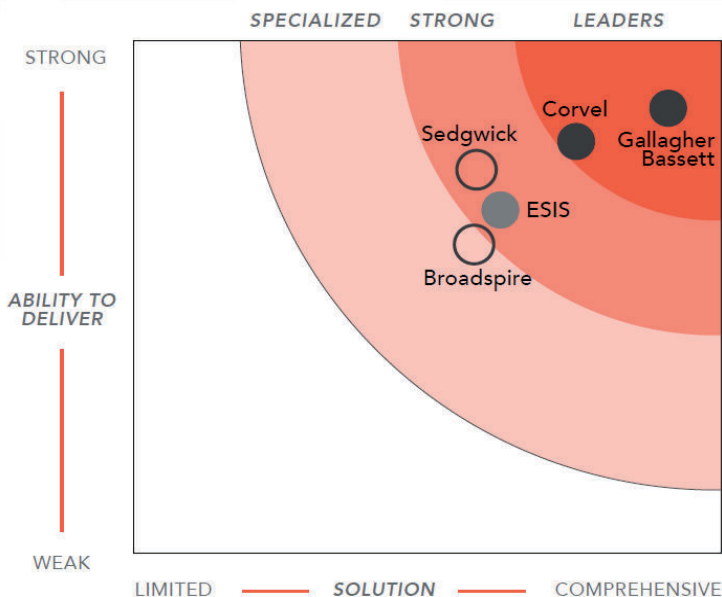 SPECIALIZED STRONG LEADERS
STRONG
Corvel
Sedgwick
Gallagher
Bassett
ESIS
Broadspire
ABILITY TO
DELIVER
WEAK
LIMITED SOLUTION COMPREHENSIVE